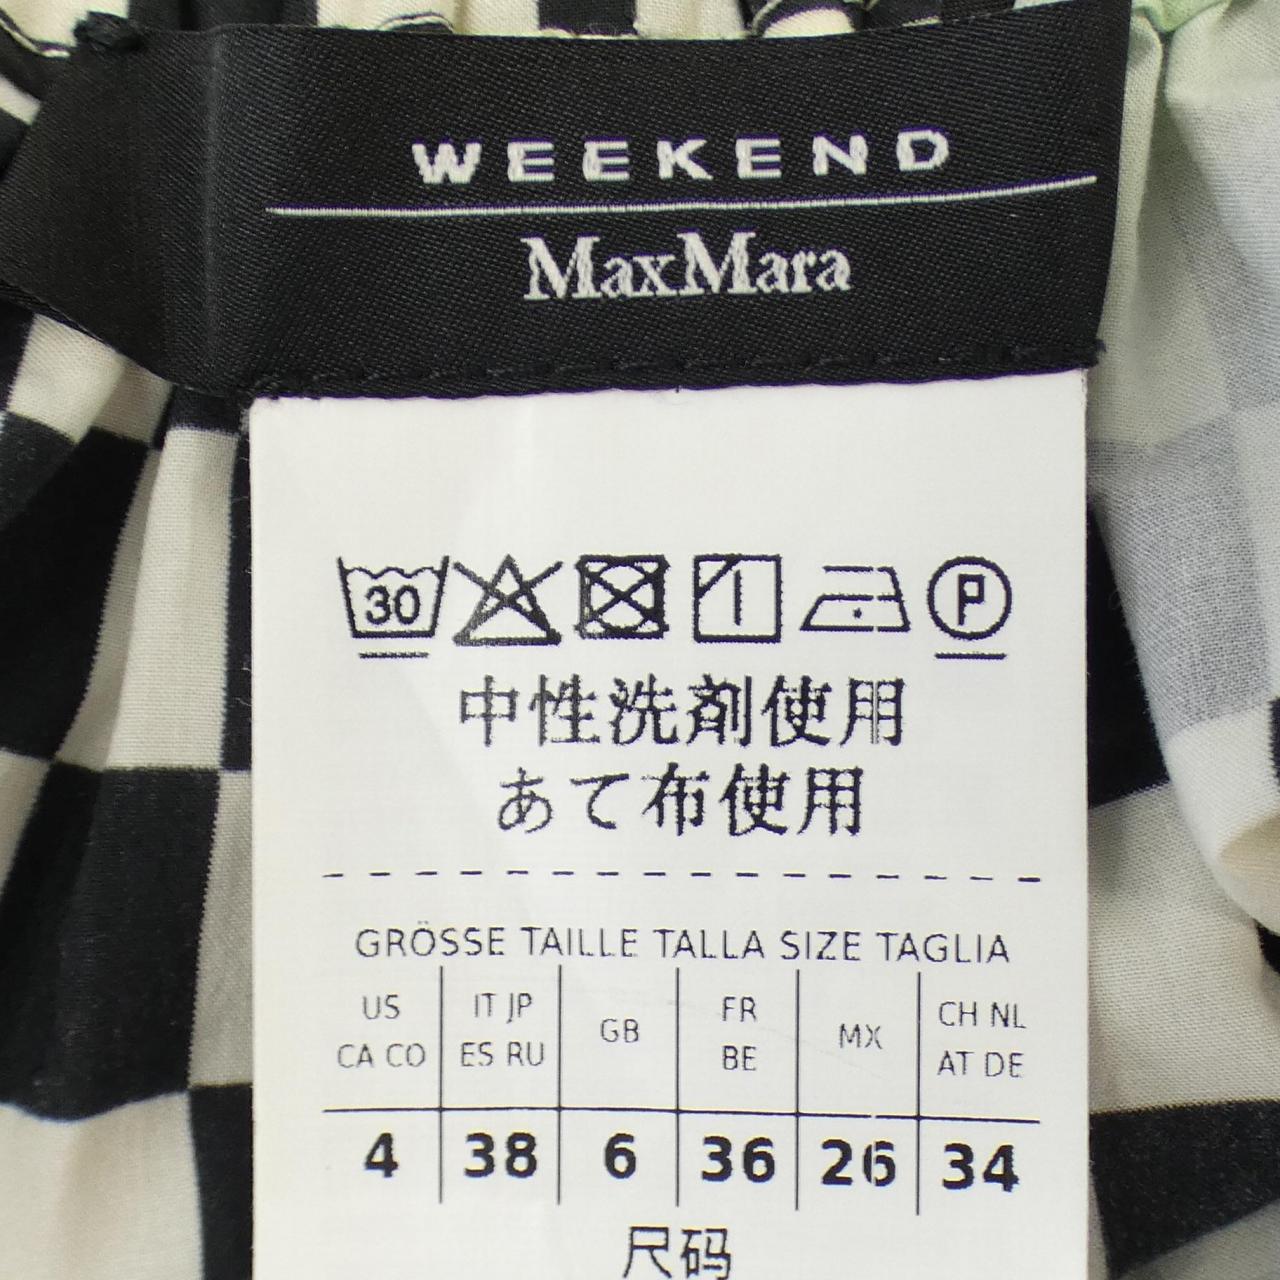 WEEKEND
MaxMara
30 P
中性洗剤使用
あて布使用
GRÖSSE TAILLE TALLA SIZE TAGLIA
US CA CO
IT JP ES RU
GB
FR BE
MX
CH NL AT DE
4 38 6 36 26 34
尺码